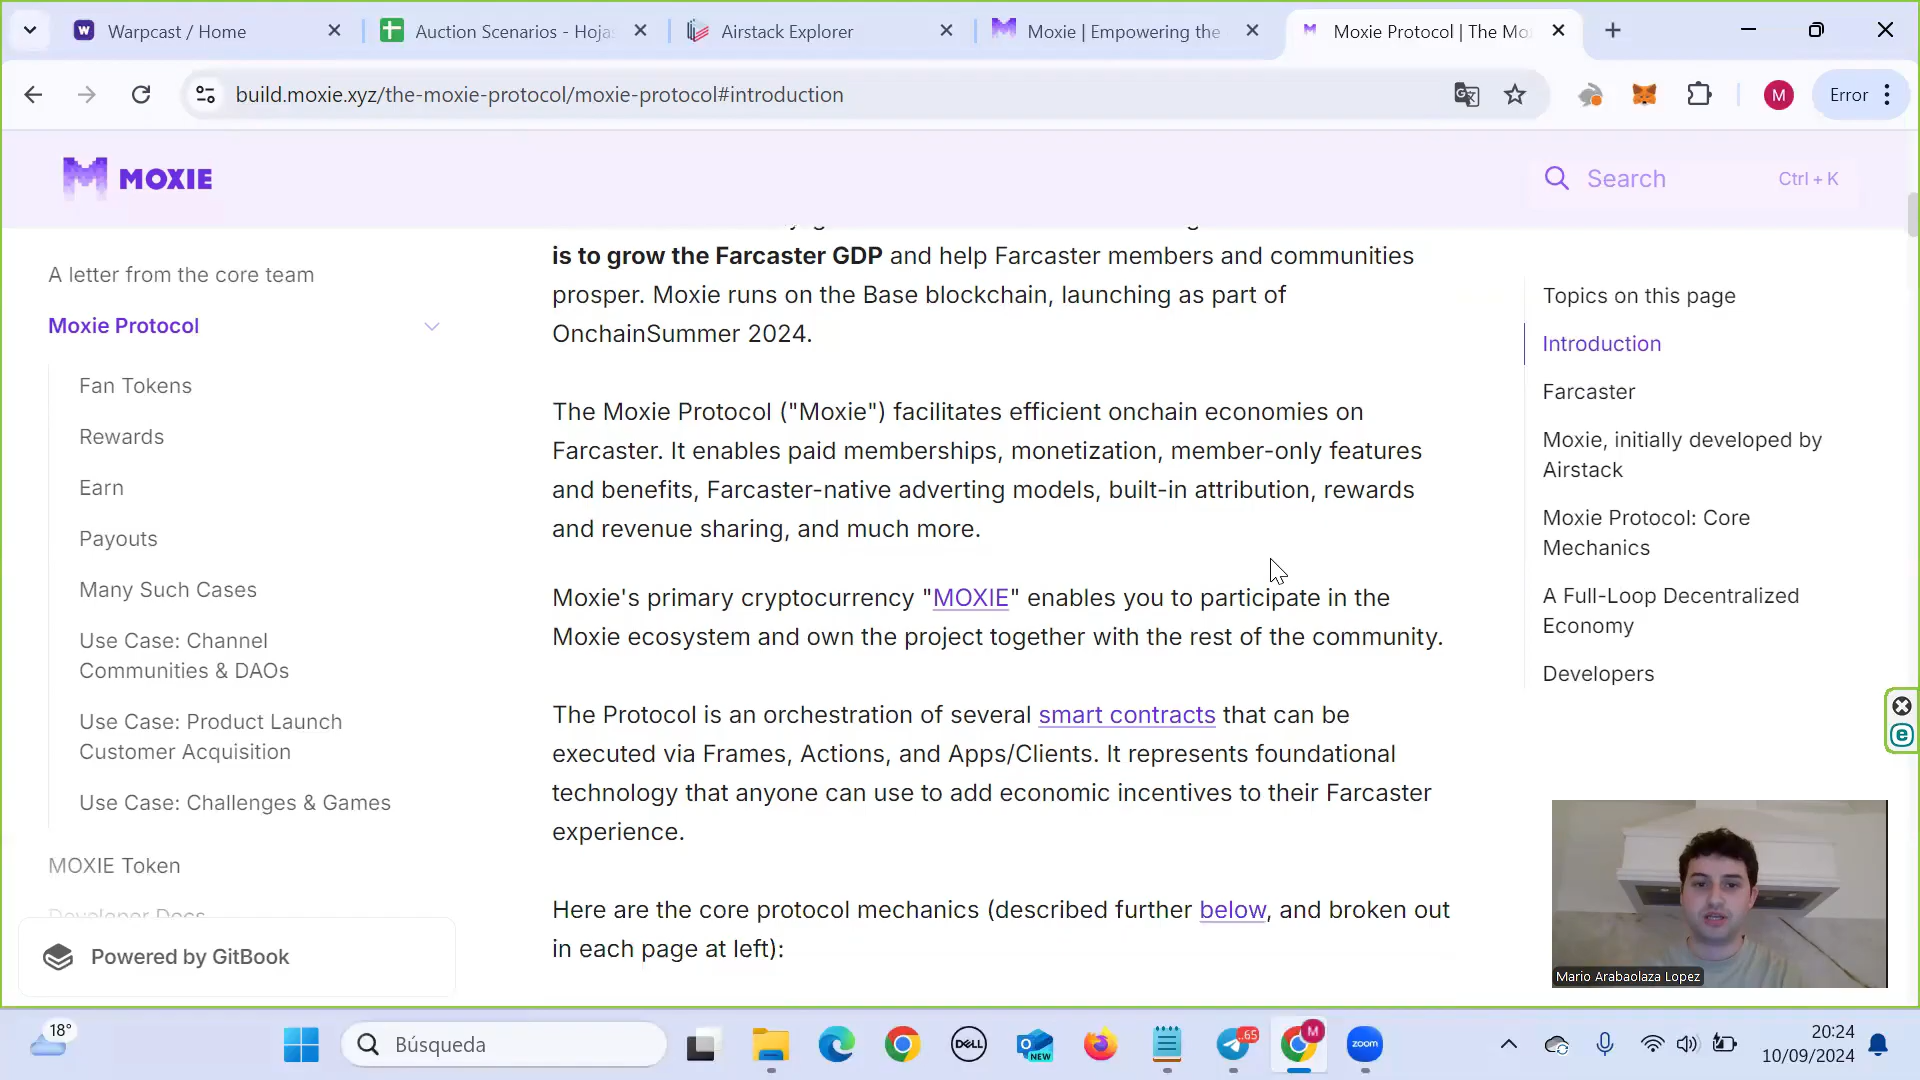 Warpcast / Home
Auction Scenarios - Hoja
Airstack Explorer
Moxie | Empowering the
Moxie Protocol | The Mo
build.moxie.xyz/the-moxie-protocol/moxie-protocol#introduction
M
Error
MOXIE
Search
Ctrl + K
A letter from the core team
Moxie Protocol
Fan Tokens
Rewards
Earn
Payouts
Many Such Cases
Use Case: Channel
Communities & DAOs
Use Case: Product Launch
Customer Acquisition
Use Case: Challenges & Games
MOXIE Token
Developer Docs
Powered by GitBook
is to grow the Farcaster GDP and help Farcaster members and communities
prosper. Moxie runs on the Base blockchain, launching as part of
OnchainSummer 2024.
The Moxie Protocol ("Moxie") facilitates efficient onchain economies on
Farcaster. It enables paid memberships, monetization, member-only features
and benefits, Farcaster-native adverting models, built-in attribution, rewards
and revenue sharing, and much more.
Moxie's primary cryptocurrency "MOXIE" enables you to participate in the
Moxie ecosystem and own the project together with the rest of the community.
The Protocol is an orchestration of several smart contracts that can be
executed via Frames, Actions, and Apps/Clients. It represents foundational
technology that anyone can use to add economic incentives to their Farcaster
experience.
Here are the core protocol mechanics (described further below, and broken out
in each page at left):
Topics on this page
Introduction
Farcaster
Moxie, initially developed by
Airstack
Moxie Protocol: Core
Mechanics
A Full-Loop Decentralized
Economy
Developers
Mario Arabaolaza Lopez
18°
Búsqueda
DELL
NEW
65
M
zoom
20:24
10/09/2024